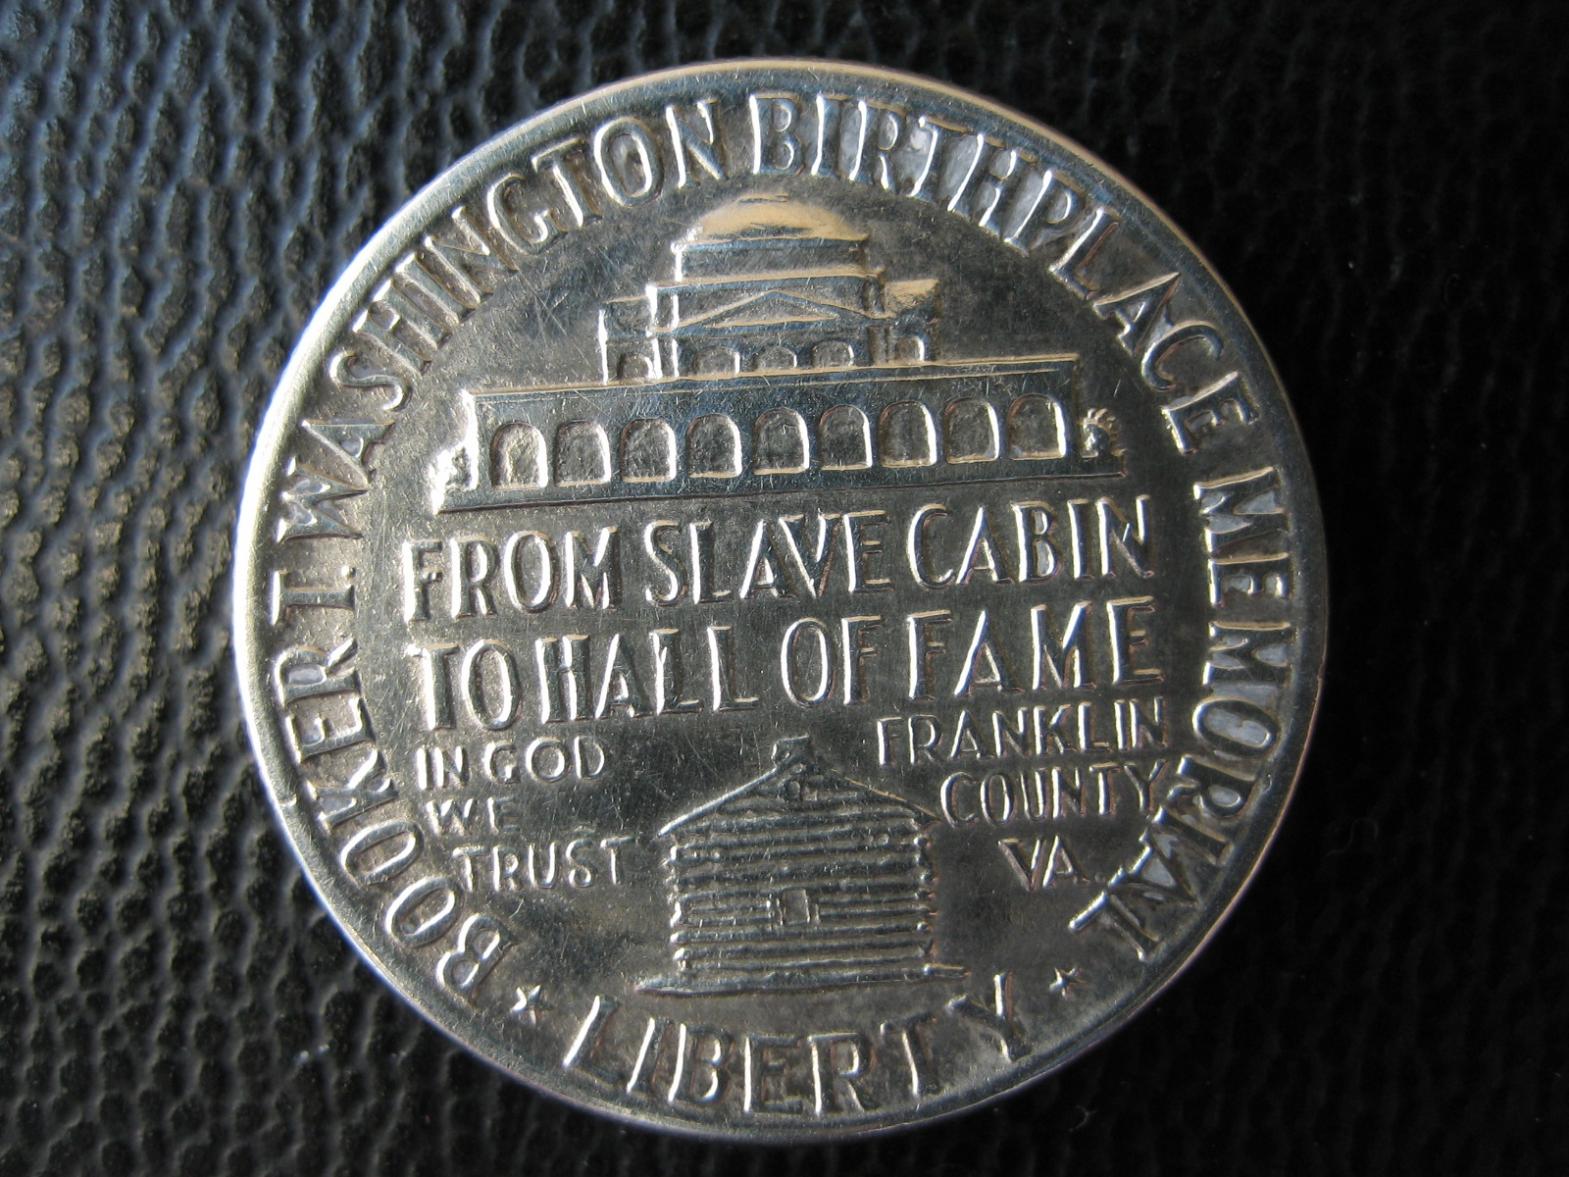 BOOKER T. WASHINGTON BIRTHPLACE MEMORIAL
FROM SLAVE CABIN
TO HALL OF FAME
IN GOD
WE
TRUST
FRANKLIN
COUNTY
VA.
LIBERTY